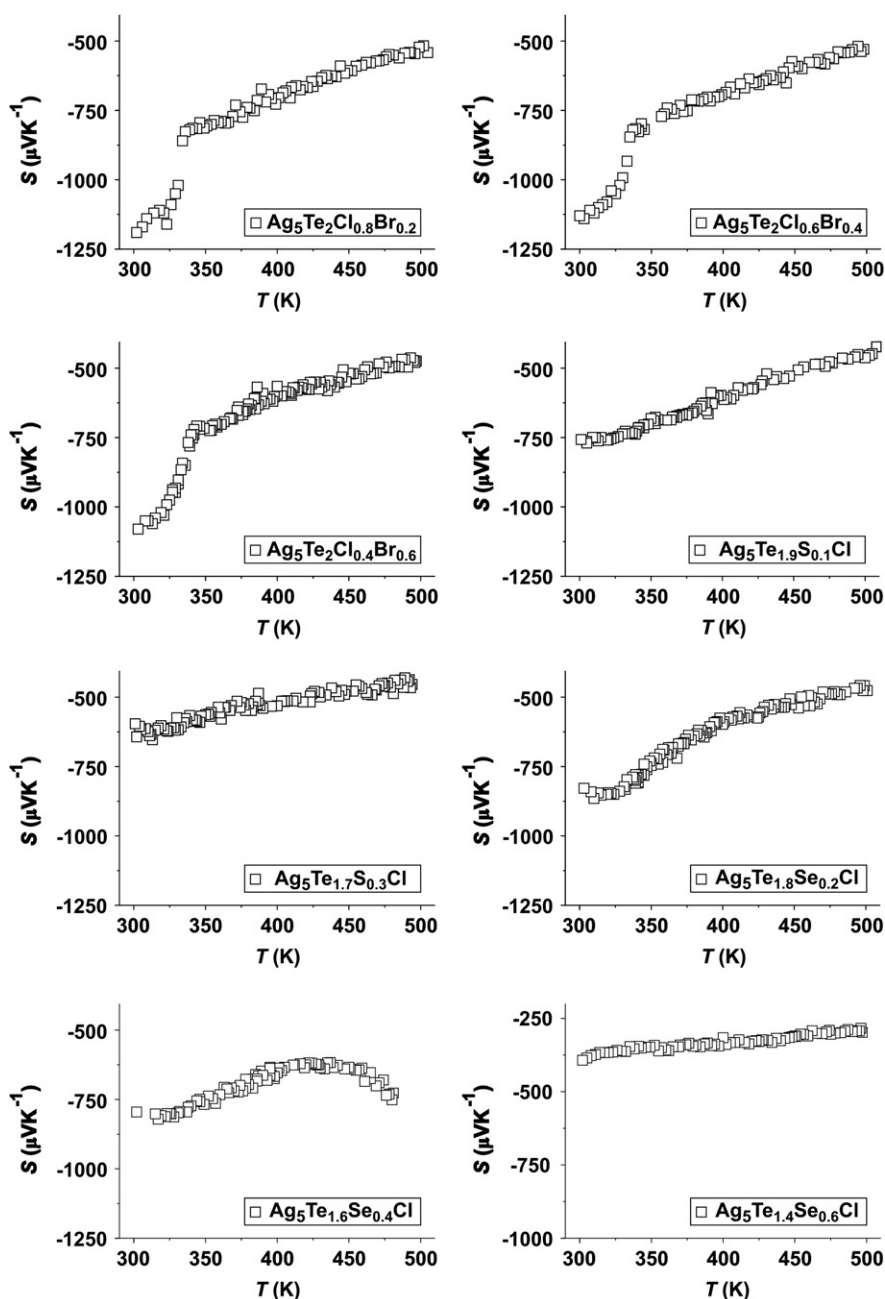 -500
-750
-1000
-1250
S (μVK⁻¹)
□ Ag₅Te₂Cl₀.₈Br₀.₂
300 350 400 450 500
T (K)
-500
-750
-1000
-1250
S (μVK⁻¹)
□ Ag₅Te₂Cl₀.₆Br₀.₄
300 350 400 450 500
T (K)
-500
-750
-1000
-1250
S (μVK⁻¹)
□ Ag₅Te₂Cl₀.₄Br₀.₆
300 350 400 450 500
T (K)
-500
-750
-1000
-1250
S (μVK⁻¹)
□ Ag₅Te₁.₉S₀.₁Cl
300 350 400 450 500
T (K)
-500
-750
-1000
-1250
S (μVK⁻¹)
□ Ag₅Te₁.₇S₀.₃Cl
300 350 400 450 500
T (K)
-500
-750
-1000
-1250
S (μVK⁻¹)
□ Ag₅Te₁.₈Se₀.₂Cl
300 350 400 450 500
T (K)
-500
-750
-1000
-1250
S (μVK⁻¹)
□ Ag₅Te₁.₆Se₀.₄Cl
300 350 400 450 500
T (K)
-250
-500
-750
-1000
S (μVK⁻¹)
□ Ag₅Te₁.₄Se₀.₆Cl
300 350 400 450 500
T (K)